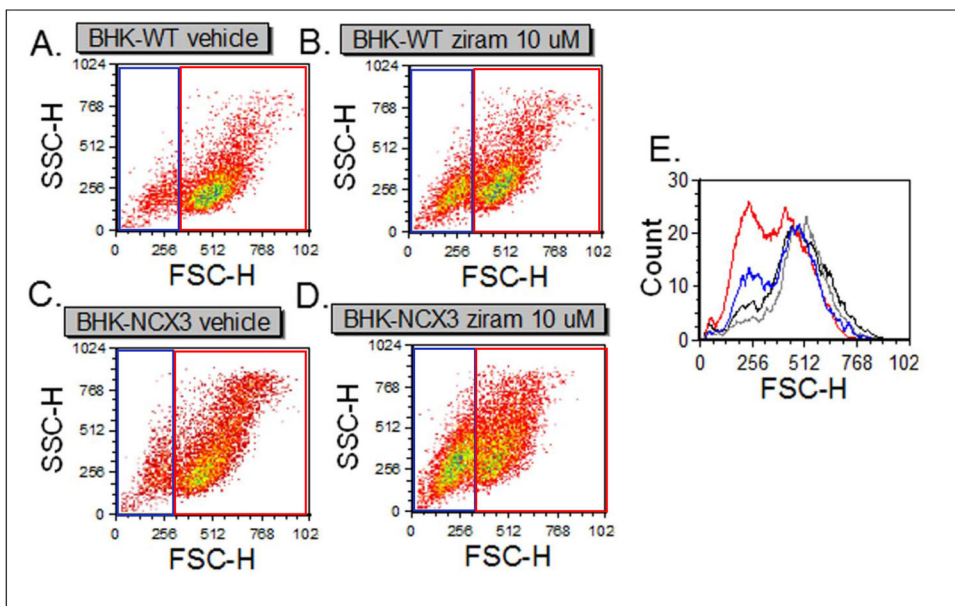 A. BHK-WT vehicle
1024
768
512
256
0
SSC-H
0 256 512 768 102
FSC-H
B. BHK-WT ziram 10 uM
1024
768
512
256
0
SSC-H
0 256 512 768 102
FSC-H
C. BHK-NCX3 vehicle
1024
768
512
256
0
SSC-H
0 256 512 768 102
FSC-H
D. BHK-NCX3 ziram 10 uM
1024
768
512
256
0
SSC-H
0 256 512 768 102
FSC-H
E.
30
20
10
0
Count
0 256 512 768 102
FSC-H